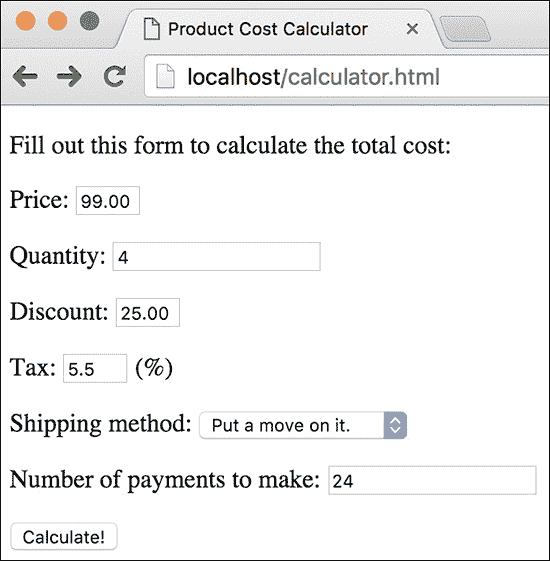 Product Cost Calculator
localhost/calculator.html
Fill out this form to calculate the total cost:
Price: 99.00
Quantity: 4
Discount: 25.00
Tax: 5.5 (%)
Shipping method: Put a move on it.
Number of payments to make: 24
Calculate!